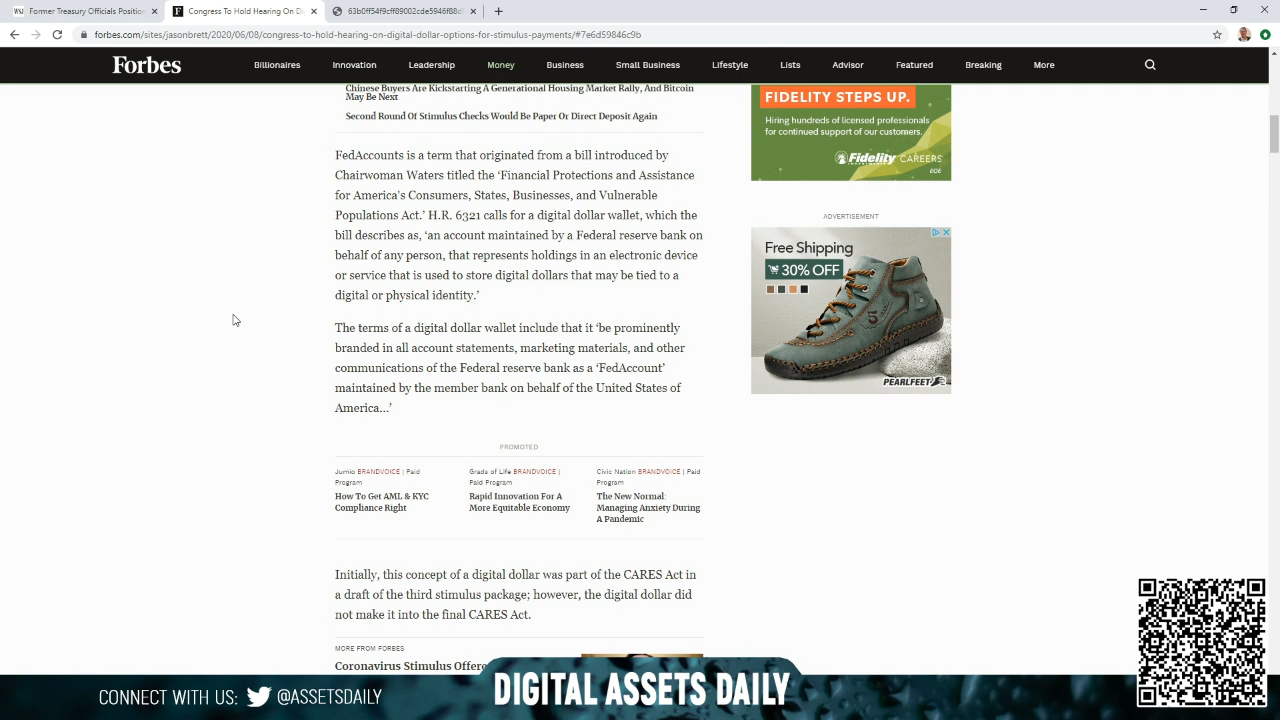 WSJ Former Treasury Officials Position
Congress To Hold Hearing On Di
63b0ff54f9cff89002cde5946f88df
forbes.com/sites/jasonbrett/2020/06/08/congress-to-hold-hearing-on-digital-dollar-options-for-stimulus-payments/#7e6d59846c9b
Forbes
Billionaires Innovation Leadership Money Business Small Business Lifestyle Lists Advisor Featured Breaking More
Chinese Buyers Are Kickstarting A Generational Housing Market Rally, And Bitcoin
May Be Next
Second Round Of Stimulus Checks Would Be Paper Or Direct Deposit Again
FedAccounts is a term that originated from a bill introduced by
Chairwoman Waters titled the ‘Financial Protections and Assistance
for America's Consumers, States, Businesses, and Vulnerable
Populations Act.’ H.R. 6321 calls for a digital dollar wallet, which the
bill describes as, ‘an account maintained by a Federal reserve bank on
behalf of any person, that represents holdings in an electronic device
or service that is used to store digital dollars that may be tied to a
digital or physical identity.’
The terms of a digital dollar wallet include that it ‘be prominently
branded in all account statements, marketing materials, and other
communications of the Federal reserve bank as a ‘FedAccount’
maintained by the member bank on behalf of the United States of
America…’
PROMOTED
Jumio BRANDVOICE | Paid
Program
How To Get AML & KYC
Compliance Right
Grads of Life BRANDVOICE |
Paid Program
Rapid Innovation For A
More Equitable Economy
Civic Nation BRANDVOICE | Paid
Program
The New Normal:
Managing Anxiety During
A Pandemic
Initially, this concept of a digital dollar was part of the CARES Act in
a draft of the third stimulus package; however, the digital dollar did
not make it into the final CARES Act.
MORE FROM FORBES
Coronavirus Stimulus Offers
FIDELITY STEPS UP.
Hiring hundreds of licensed professionals
for continued support of our customers.
Fidelity CAREERS
EOE
ADVERTISEMENT
Free Shipping
30% OFF
5
PEARLFEET
CONNECT WITH US: @ASSETSDAILY
DIGITAL ASSETS DAILY